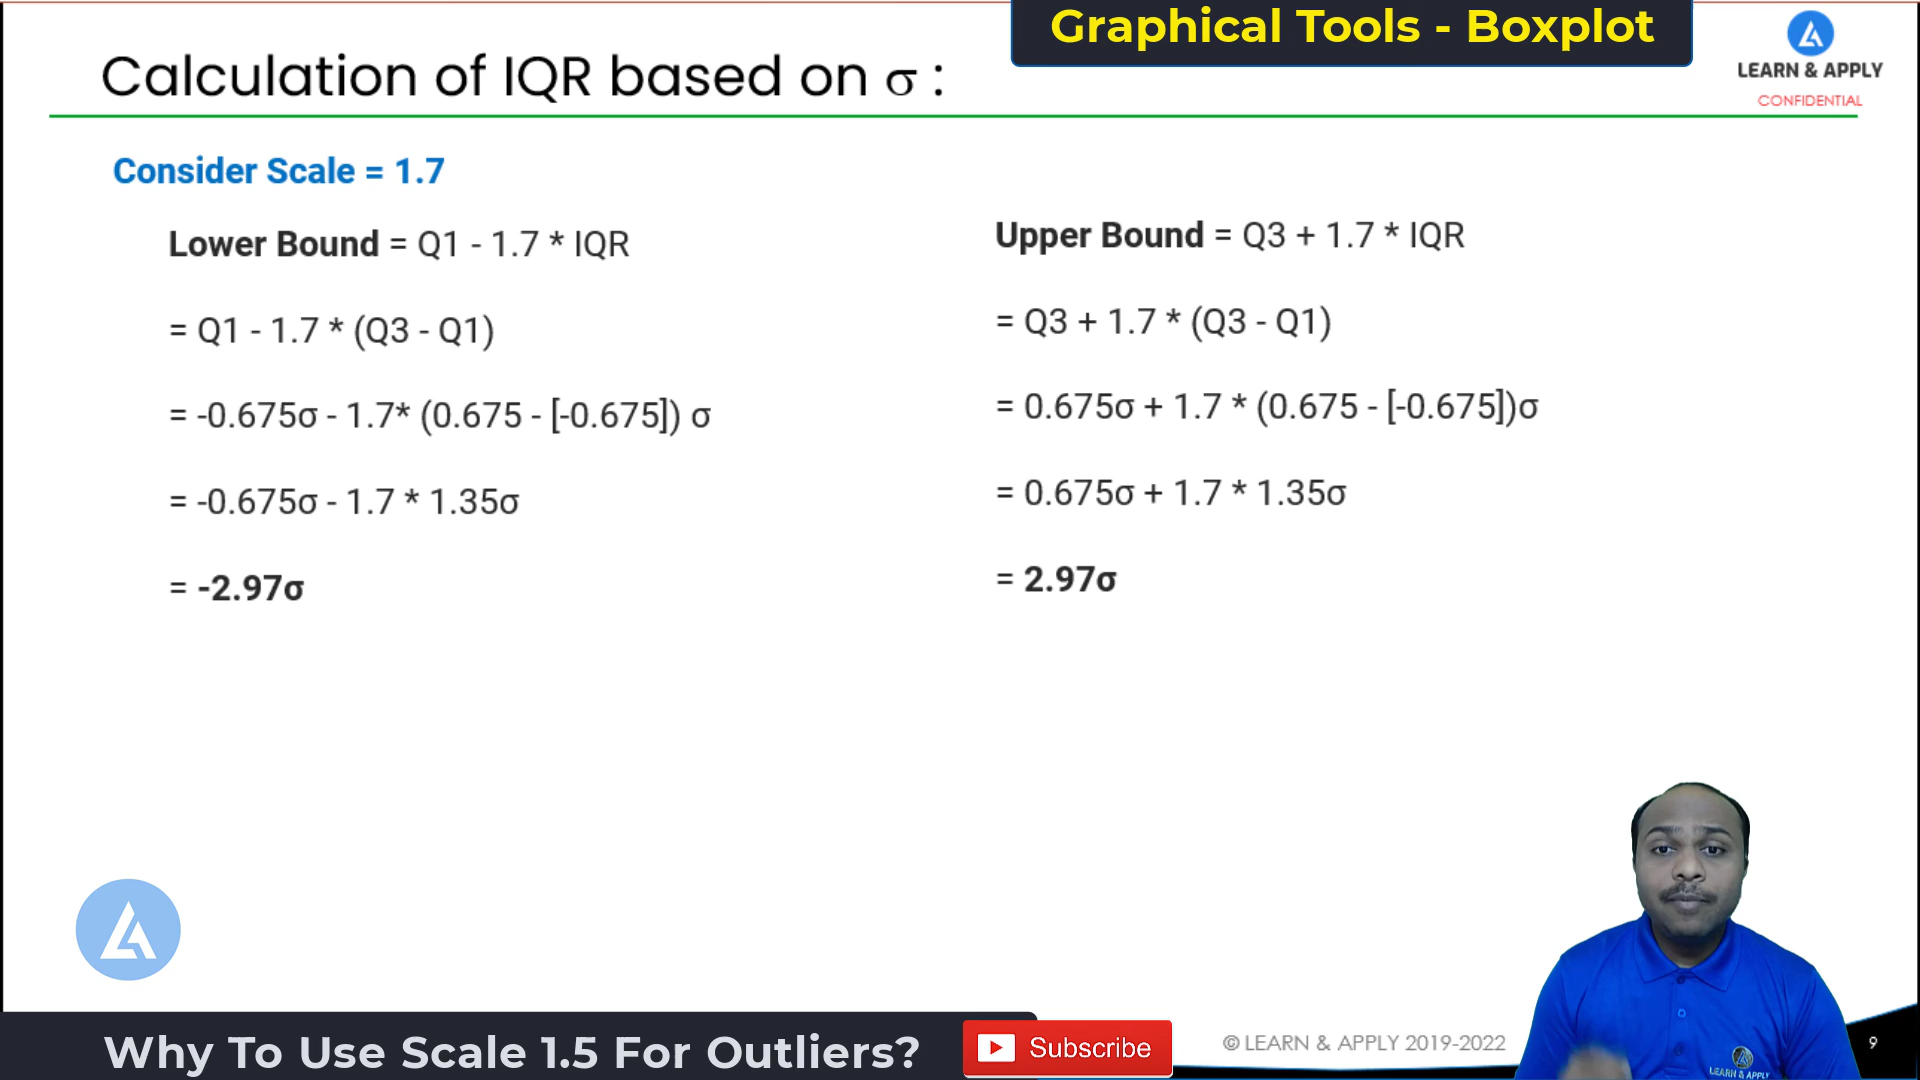 Graphical Tools - Boxplot
Calculation of IQR based on σ :
LEARN & APPLY
CONFIDENTIAL
Consider Scale = 1.7
Lower Bound = Q1 - 1.7 * IQR
= Q1 - 1.7 * (Q3 - Q1)
= -0.675σ - 1.7* (0.675 - [-0.675]) σ
= -0.675σ - 1.7 * 1.35σ
= -2.97σ
Upper Bound = Q3 + 1.7 * IQR
= Q3 + 1.7 * (Q3 - Q1)
= 0.675σ + 1.7 * (0.675 - [-0.675])σ
= 0.675σ + 1.7 * 1.35σ
= 2.97σ
Why To Use Scale 1.5 For Outliers?
Subscribe
© LEARN & APPLY 2019-2022
LEARN & APPLY
9